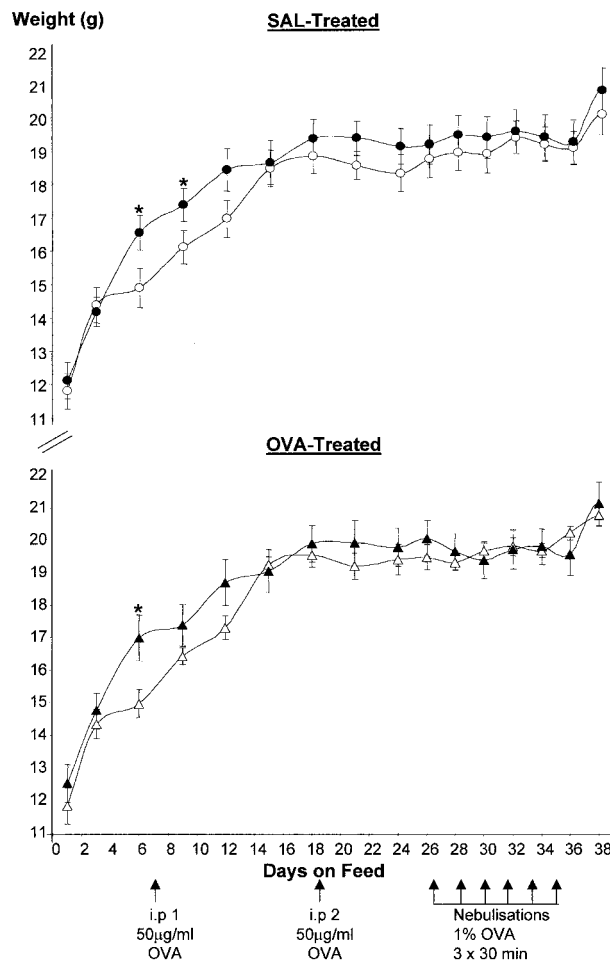 Weight (g)
SAL-Treated
22
21
20
19
18
17
16
15
14
13
12
11
*
*
OVA-Treated
22
21
20
19
18
17
16
15
14
13
12
11
*
0 2 4 6 8 10 12 14 16 18 20 22 24 26 28 30 32 34 36 38
Days on Feed
i.p 1
50µg/ml
OVA
i.p 2
50µg/ml
OVA
Nebulisations
1% OVA
3 x 30 min